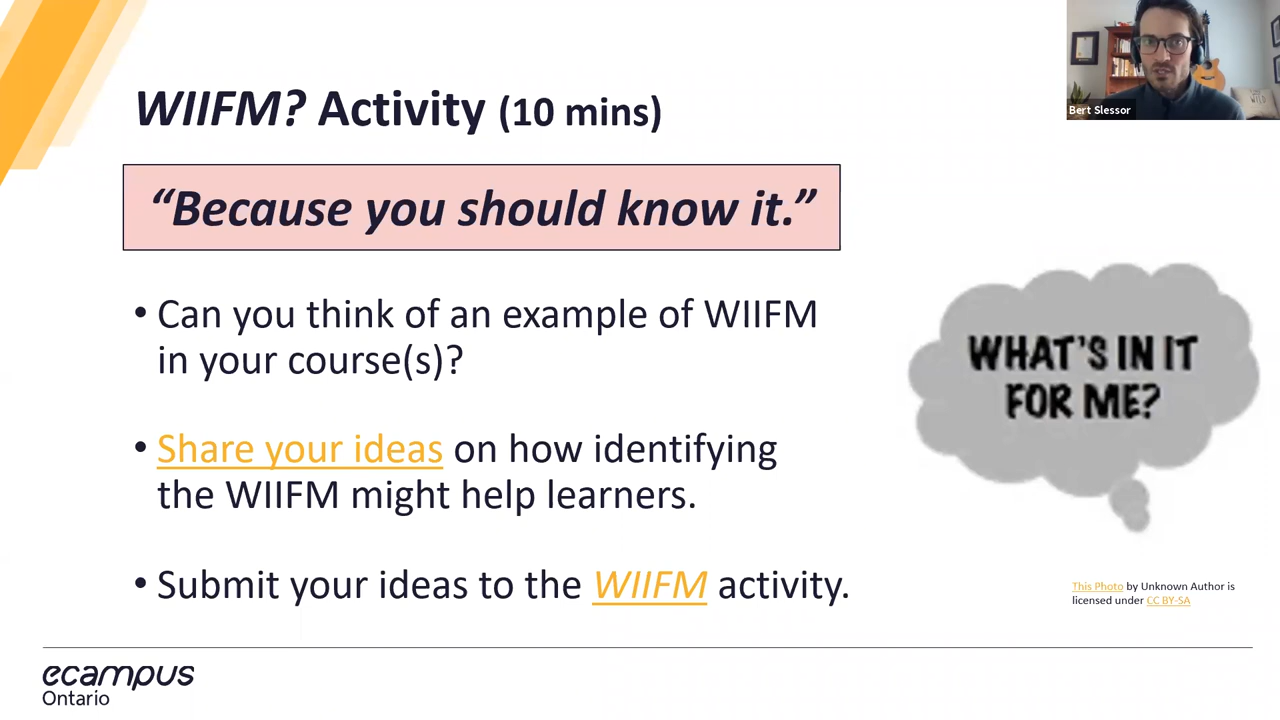 WIIFM? Activity (10 mins)
“Because you should know it.”
• Can you think of an example of WIIFM
in your course(s)?
• Share your ideas on how identifying
the WIIFM might help learners.
• Submit your ideas to the WIIFM activity.
WHAT'S IN IT
FOR ME?
This Photo by Unknown Author is
licensed under CC BY-SA
ecampus
Ontario
Bert Slessor